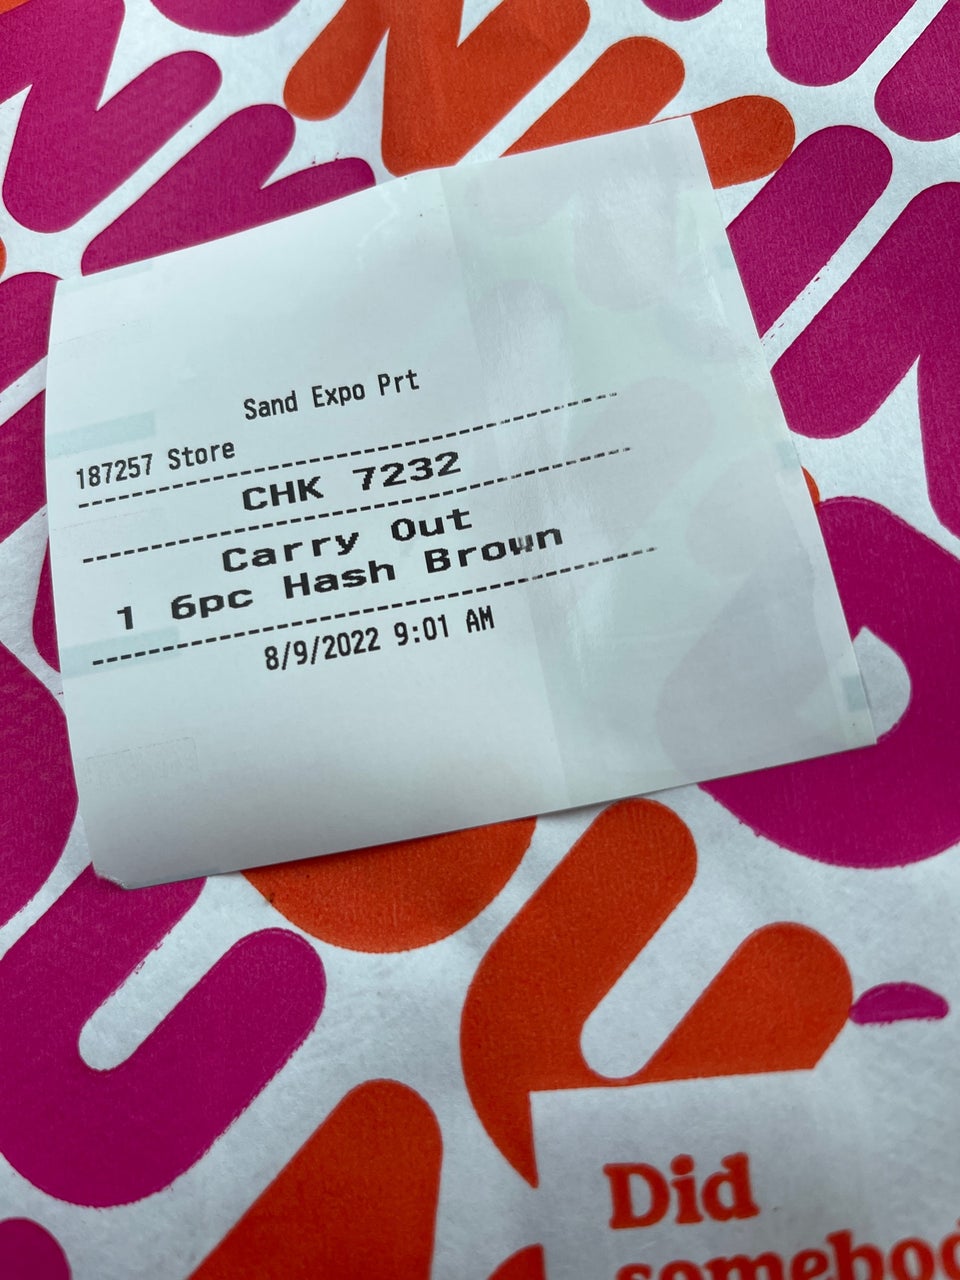 Sand Expo Prt
187257 Store
CHK 7232
Carry Out
1 6pc Hash Brown
8/9/2022 9:01 AM
Did